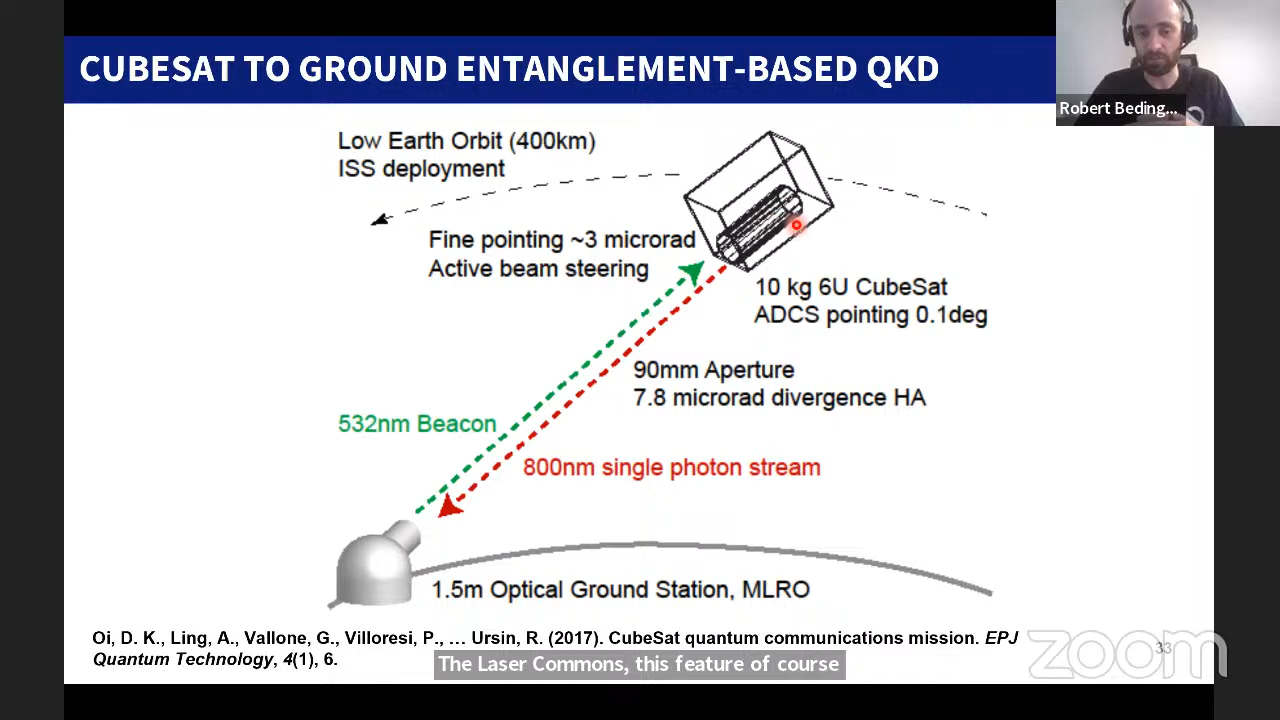 CUBESAT TO GROUND ENTANGLEMENT-BASED QKD
Robert Beding...
Low Earth Orbit (400km)
ISS deployment
Fine pointing ~3 microrad
Active beam steering
10 kg 6U CubeSat
ADCS pointing 0.1deg
90mm Aperture
7.8 microrad divergence HA
532nm Beacon
800nm single photon stream
1.5m Optical Ground Station, MLRO
Oi, D. K., Ling, A., Vallone, G., Villoresi, P., … Ursin, R. (2017). CubeSat quantum communications mission. EPJ
Quantum Technology, 4(1), 6.
33
zoom
The Laser Commons, this feature of course